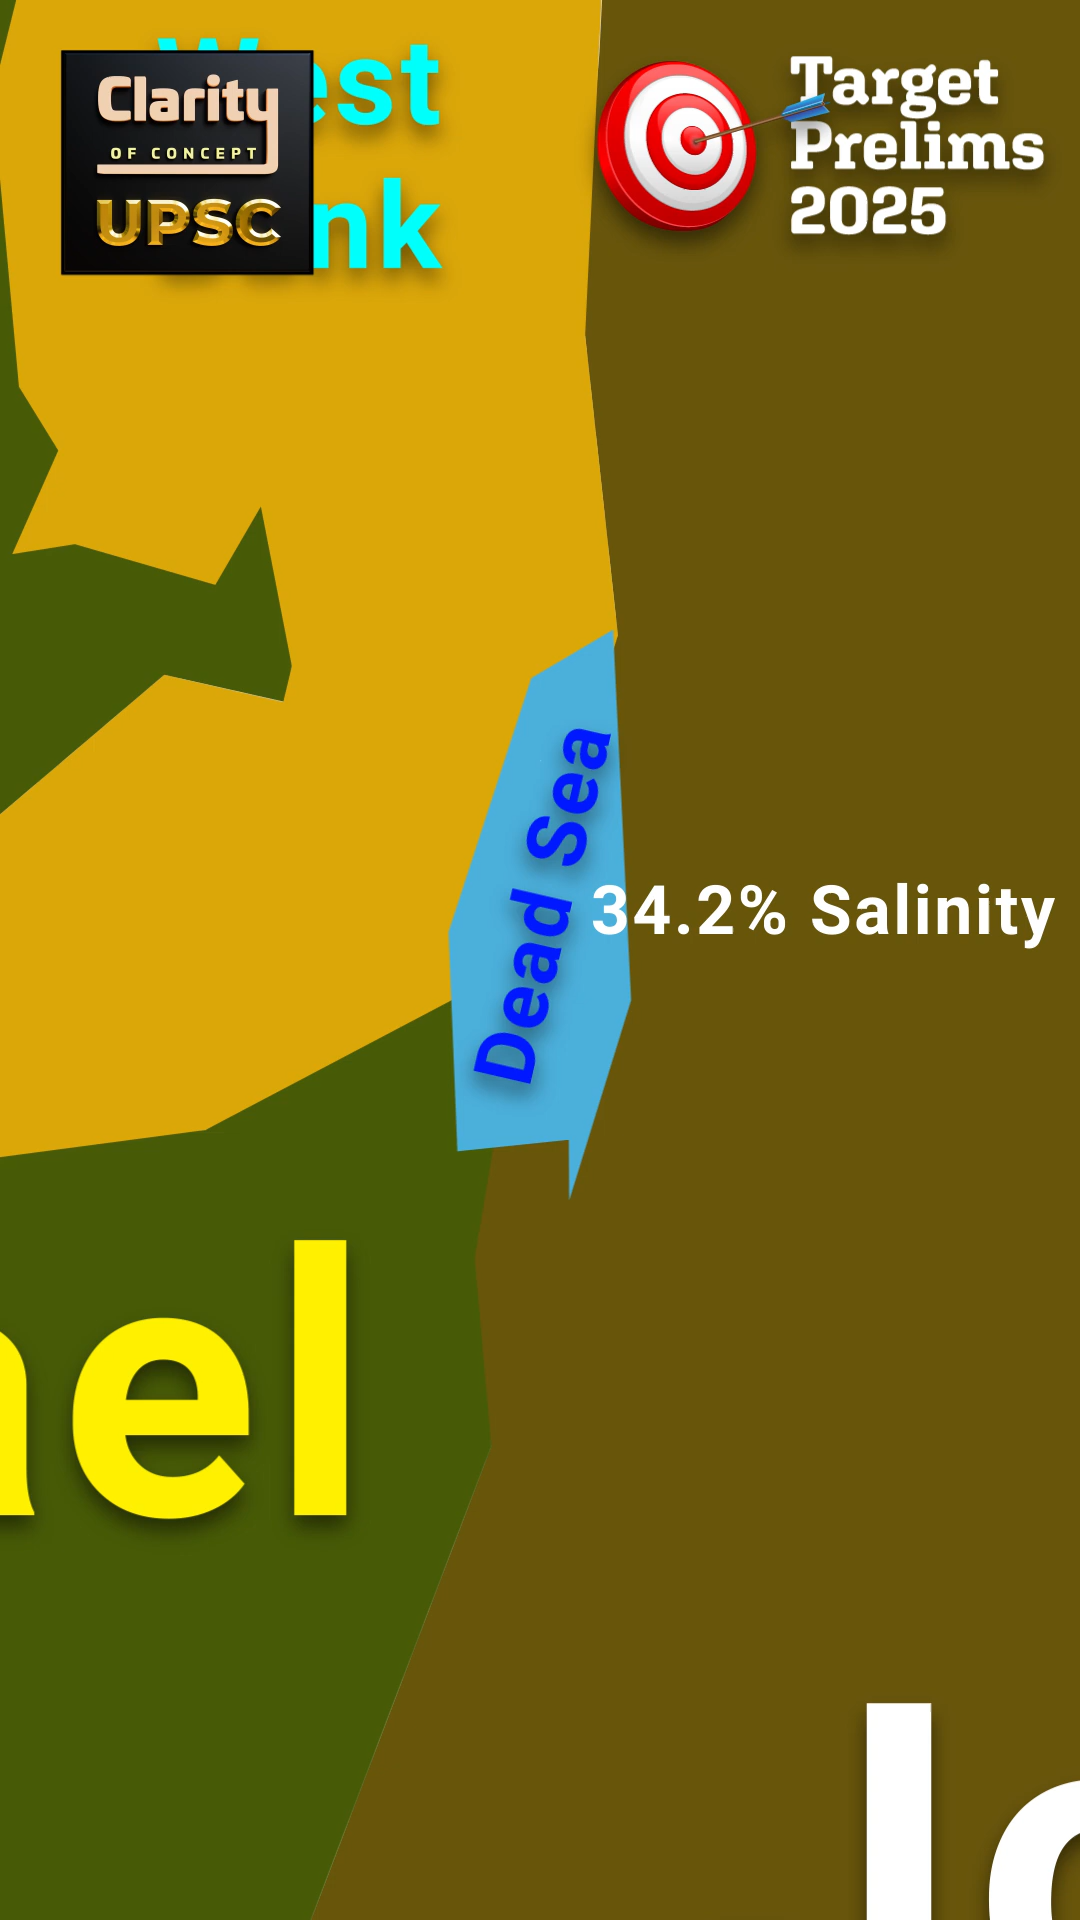 Clarity
OF CONCEPT
UPSC
Target
Prelims
2025
Dead Sea
34.2% Salinity